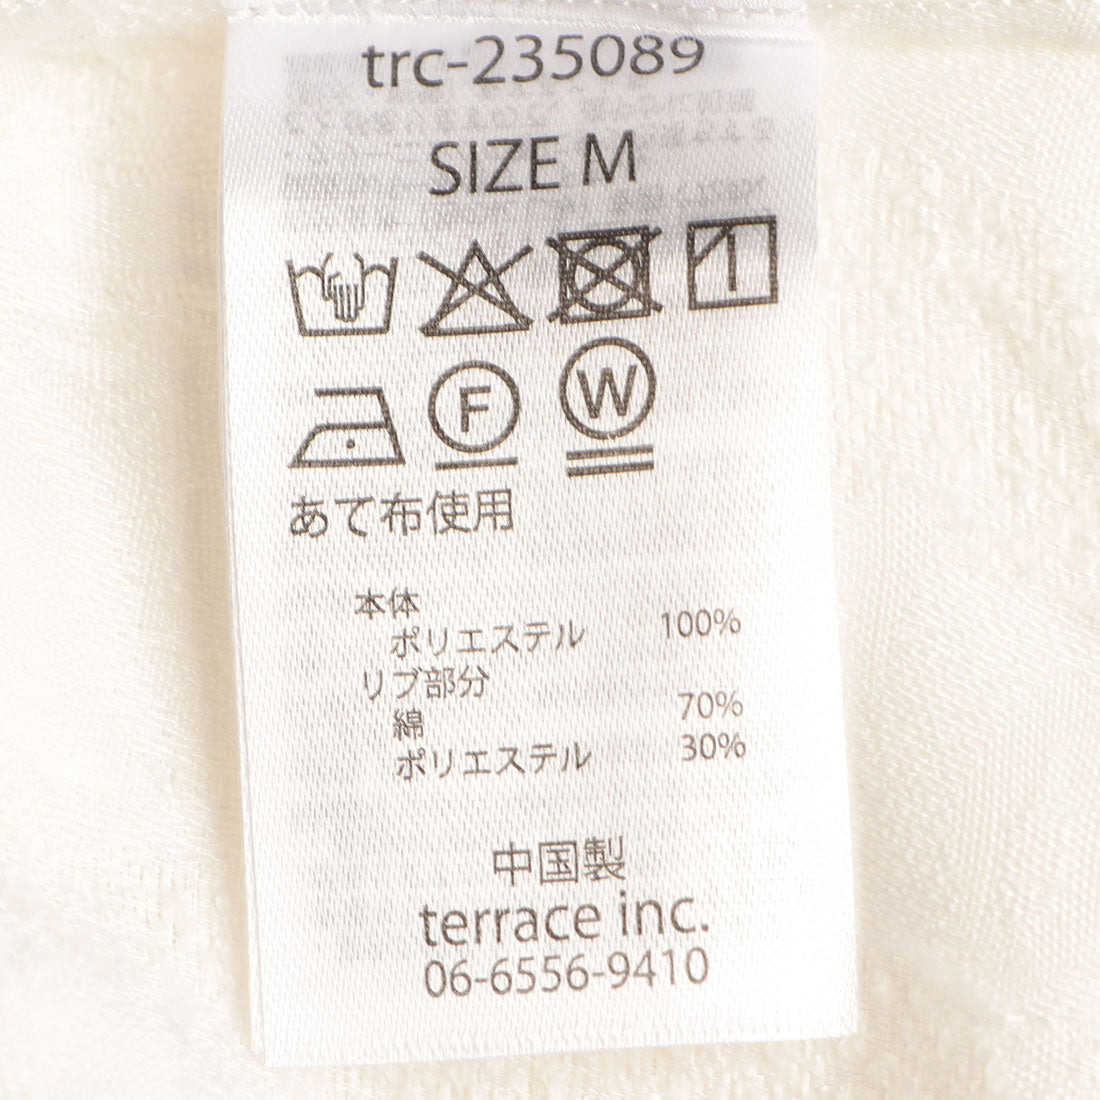 trc-235089
SIZE M
F W
あて布使用
本体
ポリエステル 100%
リブ部分
綿 70%
ポリエステル 30%
中国製
terrace inc.
06-6556-9410